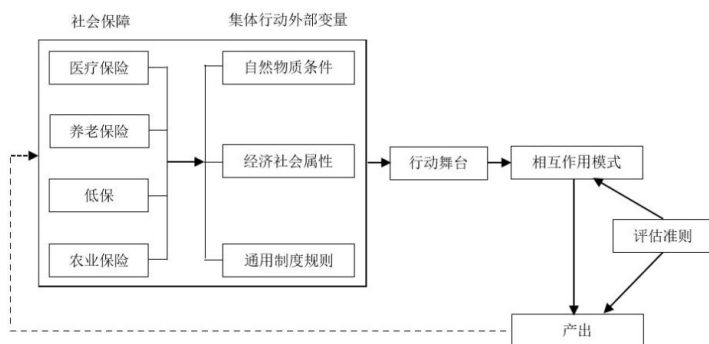 社会保障
集体行动外部变量
医疗保险
养老保险
低保
农业保险
自然物质条件
经济社会属性
通用制度规则
行动舞台
相互作用模式
评估准则
产出